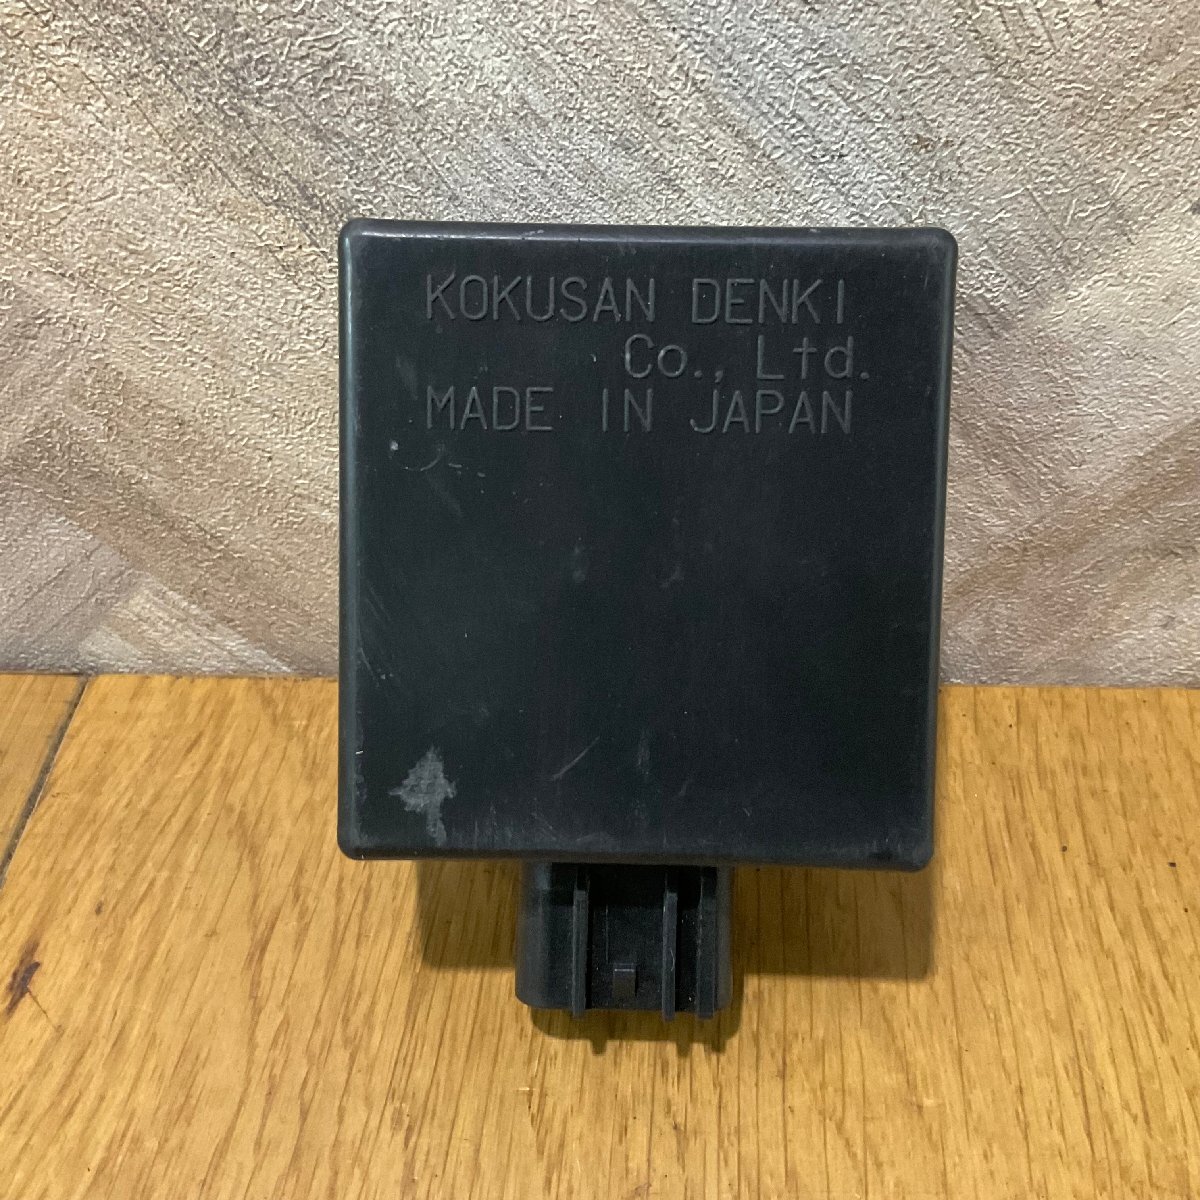 KOKUSAN DENKI
Co., Ltd.
MADE IN JAPAN